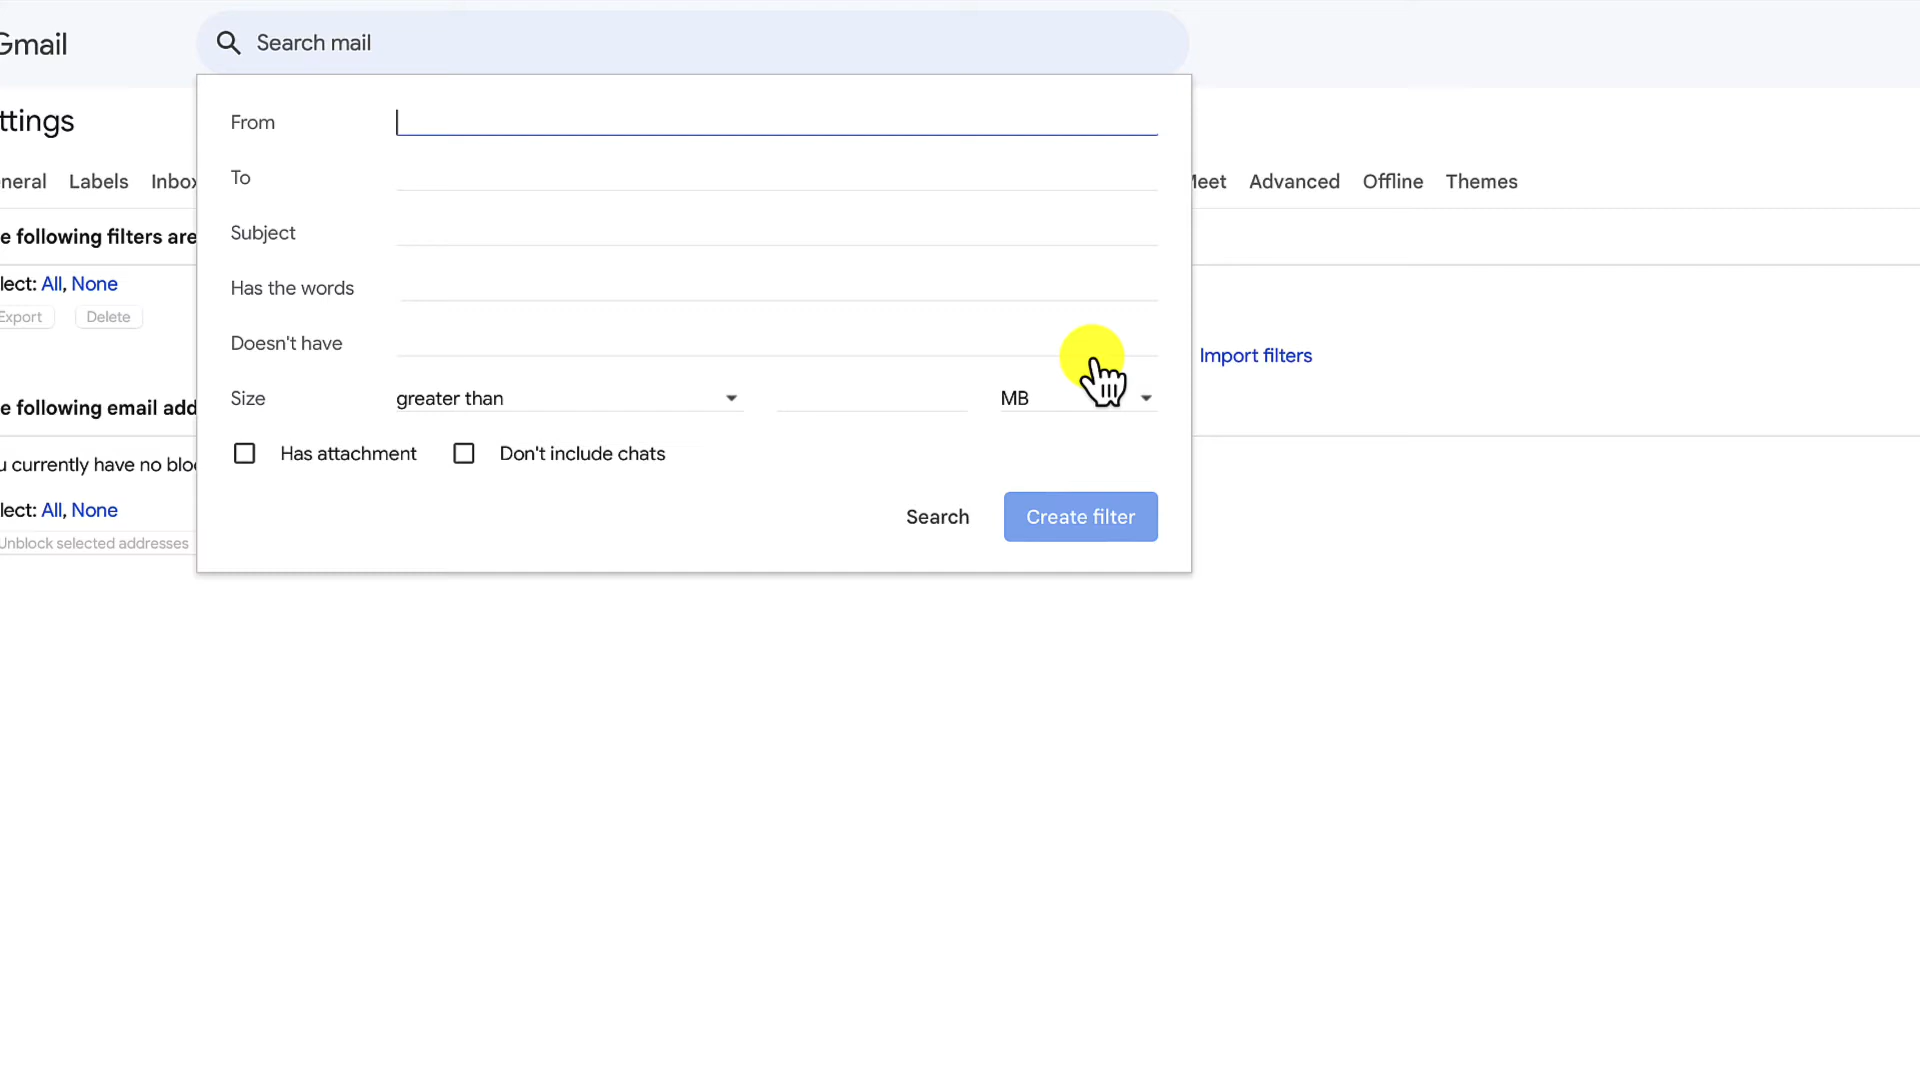 Gmail
Search mail
ttings
neral Labels Inbox Meet Advanced Offline Themes
e following filters are
lect: All, None
Export Delete
Import filters
e following email add
u currently have no blo
lect: All, None
Unblock selected addresses
From
To
Subject
Has the words
Doesn't have
Size greater than MB
Has attachment Don't include chats
Search Create filter